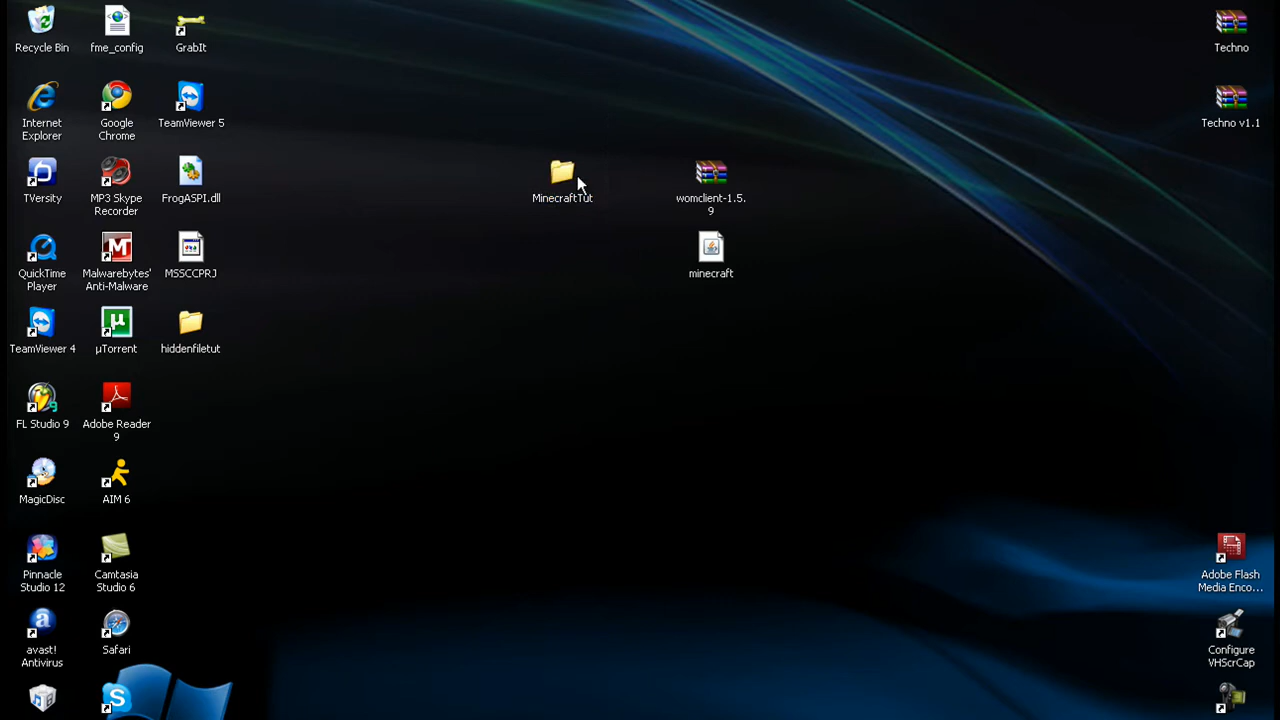 Recycle Bin
fme_config
GrabIt
Techno
Internet
Explorer
Google
Chrome
TeamViewer 5
Techno v1.1
TVersity
MP3 Skype
Recorder
FrogASPI.dll
MinecraftTut
womclient-1.5.
9
QuickTime
Player
Malwarebytes'
Anti-Malware
MSSCCPRJ
minecraft
TeamViewer 4
µTorrent
hiddenfiletut
FL Studio 9
Adobe Reader
9
MagicDisc
AIM 6
Pinnacle
Studio 12
Camtasia
Studio 6
Adobe Flash
Media Enco...
avast!
Antivirus
Safari
Configure
VHScrCap